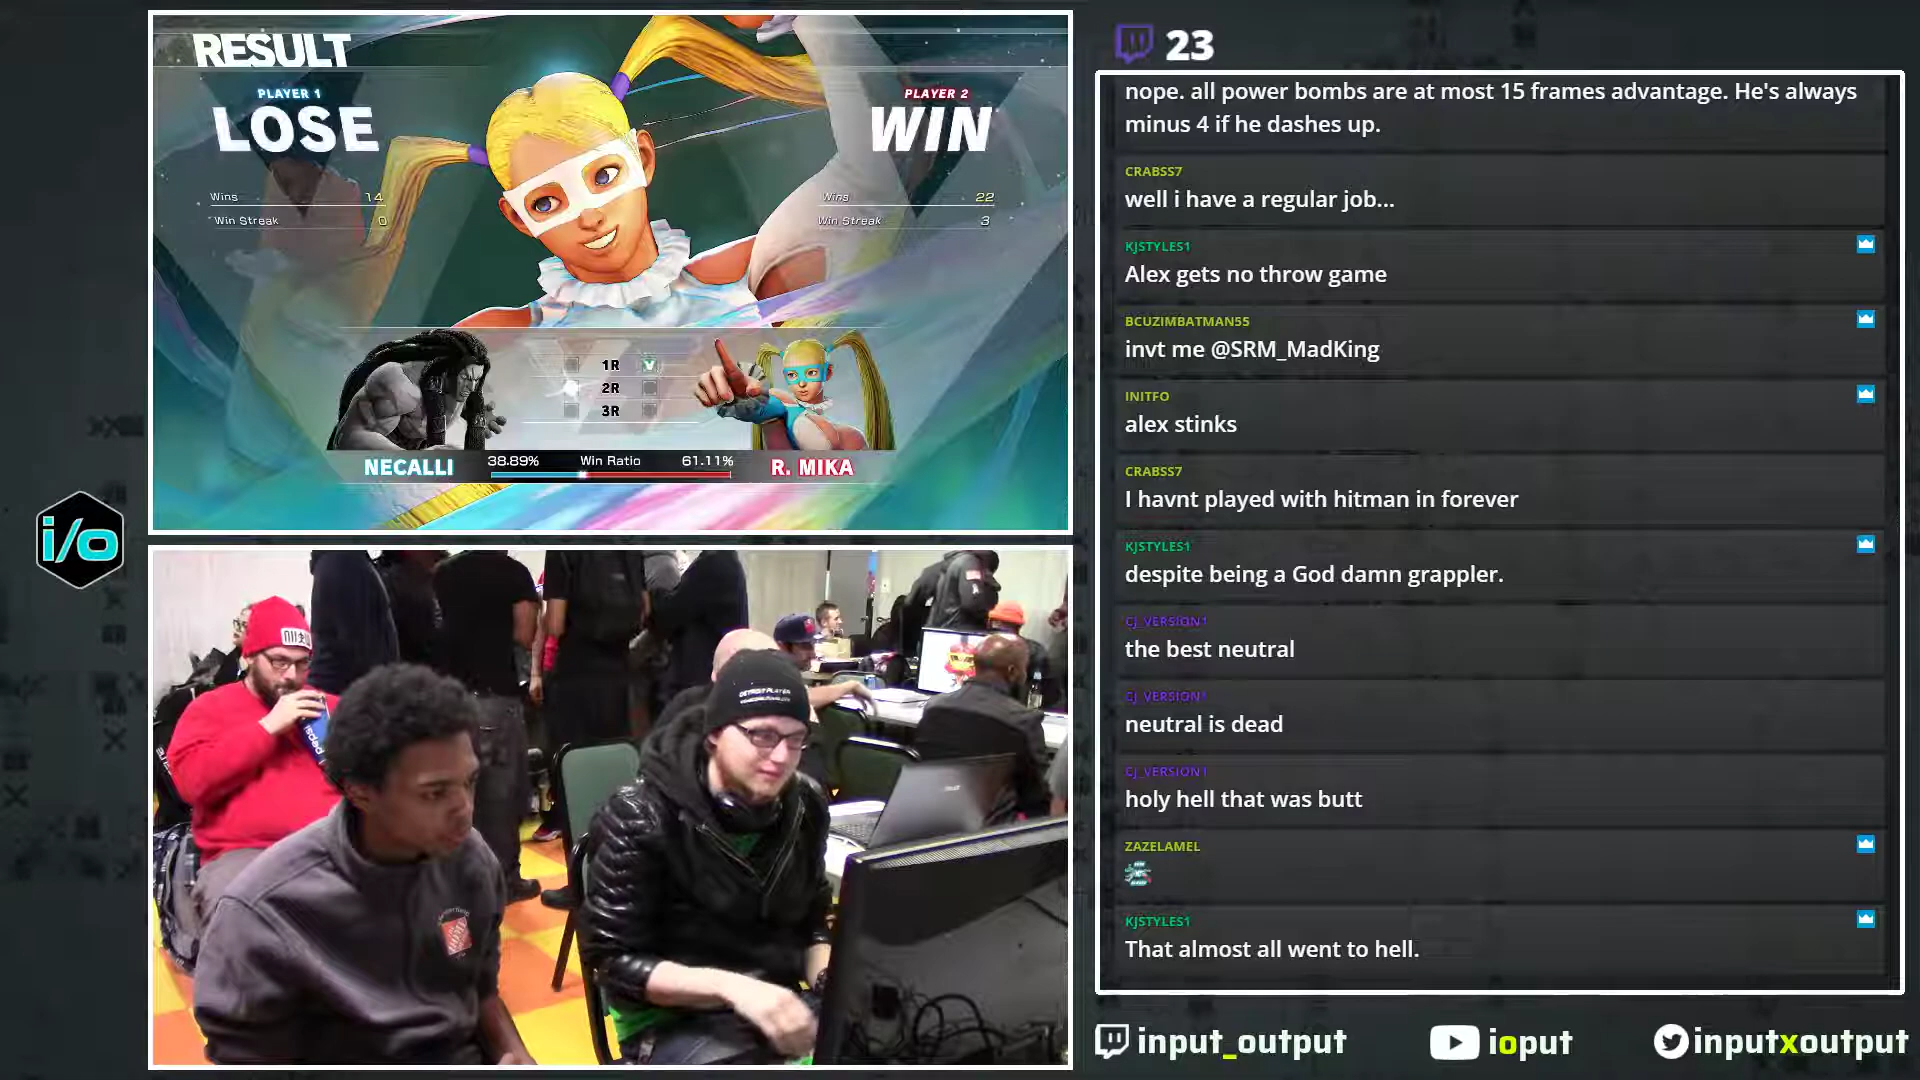 RESULT
PLAYER 1
LOSE
Wins 14
Win Streak 0
PLAYER 2
WIN
Wins 22
Win Streak 3
1R
2R
3R
NECALLI
38.89% Win Ratio 61.11%
R. MIKA
i/o
DETROIT PLAYER
pepsi
23
nope. all power bombs are at most 15 frames advantage. He's always
minus 4 if he dashes up.
CRABSS7
well i have a regular job...
KJSTYLES1
Alex gets no throw game
BCUZIMBATMAN55
invt me @SRM_MadKing
INITFO
alex stinks
CRABSS7
I havnt played with hitman in forever
KJSTYLES1
despite being a God damn grappler.
CJ_VERSION1
the best neutral
CJ_VERSION1
neutral is dead
CJ_VERSION1
holy hell that was butt
ZAZELAMEL
KJSTYLES1
That almost all went to hell.
input_output
ioput
inputxoutput